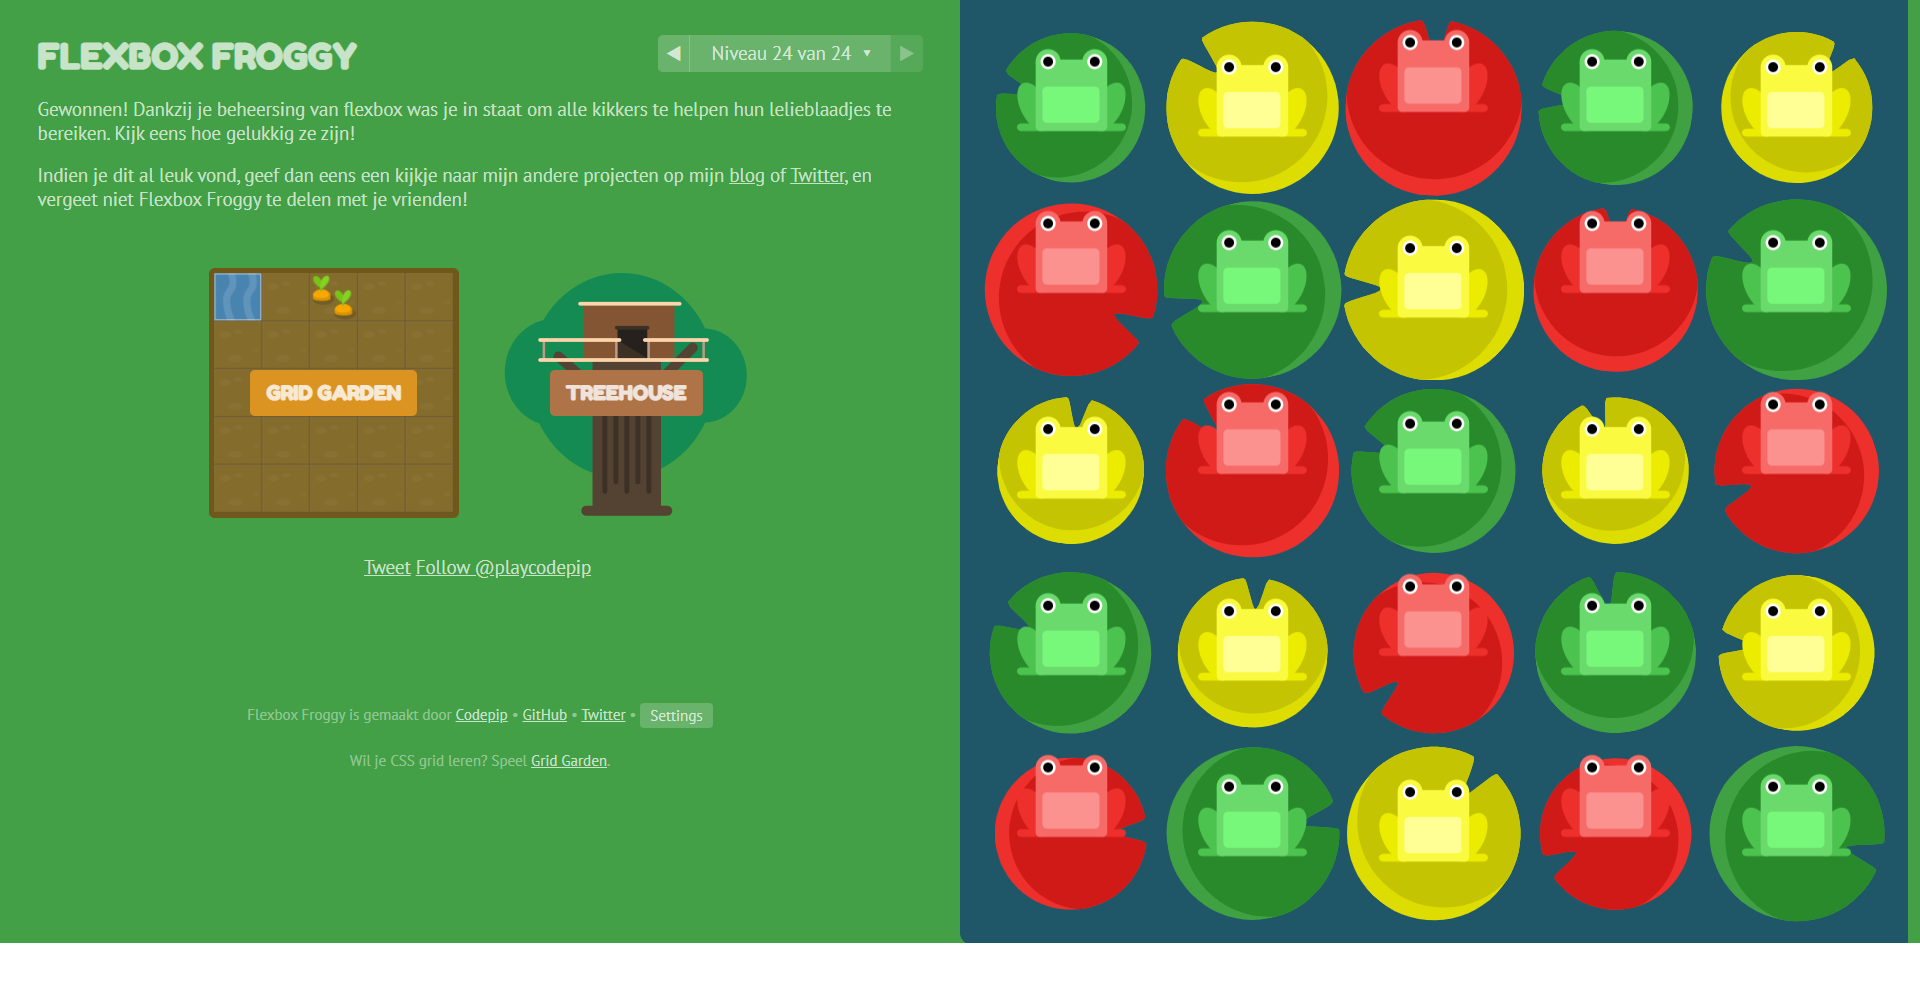 FLEXBOX FROGGY
◀ Niveau 24 van 24 ▼ ▶
Gewonnen! Dankzij je beheersing van flexbox was je in staat om alle kikkers te helpen hun lelieblaadjes te
bereiken. Kijk eens hoe gelukkig ze zijn!
Indien je dit al leuk vond, geef dan eens een kijkje naar mijn andere projecten op mijn blog of Twitter, en
vergeet niet Flexbox Froggy te delen met je vrienden!
GRID GARDEN
TREEHOUSE
Tweet Follow @playcodepip
Flexbox Froggy is gemaakt door Codepip • GitHub • Twitter • Settings
Wil je CSS grid leren? Speel Grid Garden.